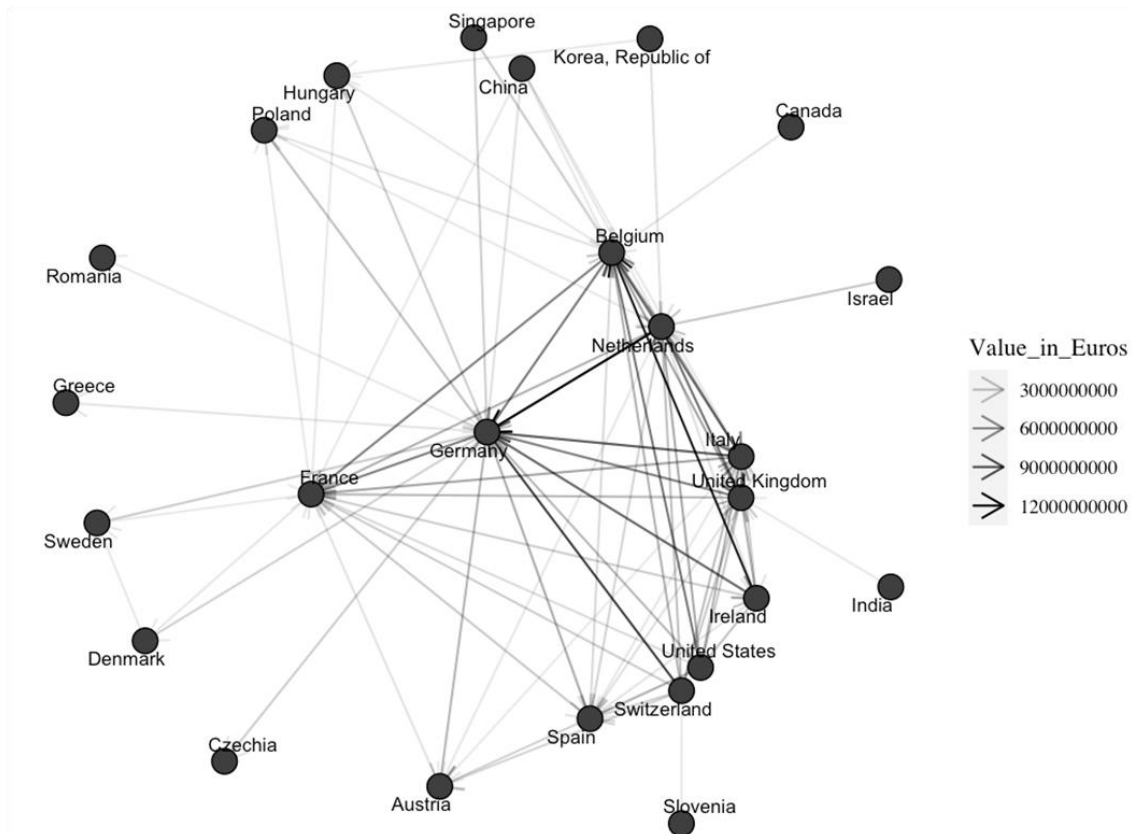 Singapore
Korea, Republic of
Hungary
China
Poland
Canada
Belgium
Romania
Israel
Netherlands
Value_in_Euros
3000000000
6000000000
9000000000
12000000000
Greece
Italy
Germany
France
United Kingdom
Sweden
India
Ireland
Denmark
United States
Switzerland
Spain
Czechia
Austria
Slovenia